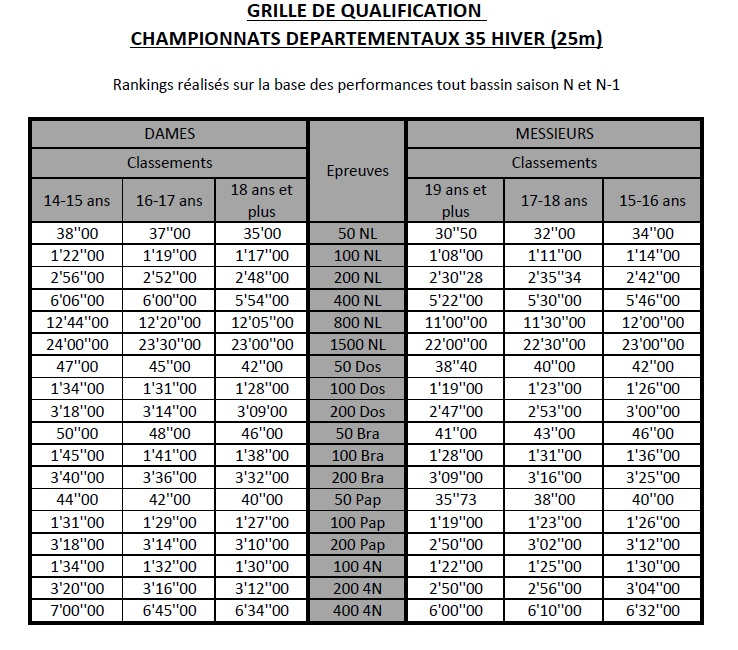 GRILLE DE QUALIFICATION
CHAMPIONNATS DEPARTEMENTAUX 35 HIVER (25m)
Rankings réalisés sur la base des performances tout bassin saison N et N-1
DAMES Epreuves MESSIEURS
Classements Classements
14-15 ans 16-17 ans 18 ans et plus 19 ans et plus 17-18 ans 15-16 ans
38''00 37''00 35'00 50 NL 30''50 32''00 34''00
1'22''00 1'19''00 1'17''00 100 NL 1'08''00 1'11''00 1'14''00
2'56''00 2'52''00 2'48''00 200 NL 2'30''28 2'35''34 2'42''00
6'06''00 6'00''00 5'54''00 400 NL 5'22''00 5'30''00 5'46''00
12'44''00 12'20''00 12'05''00 800 NL 11'00''00 11'30''00 12'00''00
24'00''00 23'30''00 23'00''00 1500 NL 22'00''00 22'30''00 23'00''00
47''00 45''00 42''00 50 Dos 38''40 40''00 42''00
1'34''00 1'31''00 1'28''00 100 Dos 1'19''00 1'23''00 1'26''00
3'18''00 3'14''00 3'09'00 200 Dos 2'47''00 2'53''00 3'00''00
50''00 48''00 46''00 50 Bra 41''00 43''00 46''00
1'45''00 1'41''00 1'38''00 100 Bra 1'28''00 1'31''00 1'36''00
3'40''00 3'36''00 3'32''00 200 Bra 3'09''00 3'16''00 3'25''00
44''00 42''00 40''00 50 Pap 35''73 38''00 40''00
1'31''00 1'29''00 1'27''00 100 Pap 1'19''00 1'23''00 1'26''00
3'18''00 3'14''00 3'10''00 200 Pap 2'50''00 3'02''00 3'12''00
1'34''00 1'32''00 1'30''00 100 4N 1'22''00 1'25''00 1'30''00
3'20''00 3'16''00 3'12''00 200 4N 2'50''00 2'56''00 3'04''00
7'00''00 6'45''00 6'34''00 400 4N 6'00''00 6'10''00 6'32''00